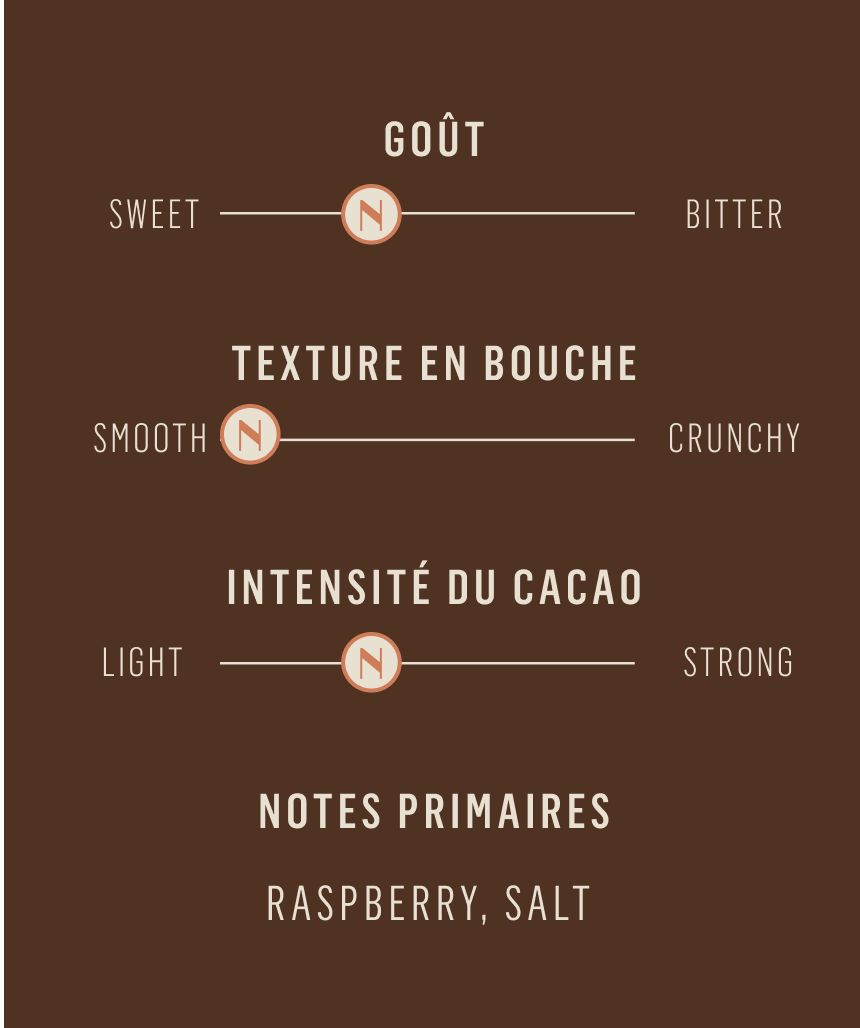 GOÛT
SWEET N BITTER
TEXTURE EN BOUCHE
SMOOTH N CRUNCHY
INTENSITÉ DU CACAO
LIGHT N STRONG
NOTES PRIMAIRES
RASPBERRY, SALT